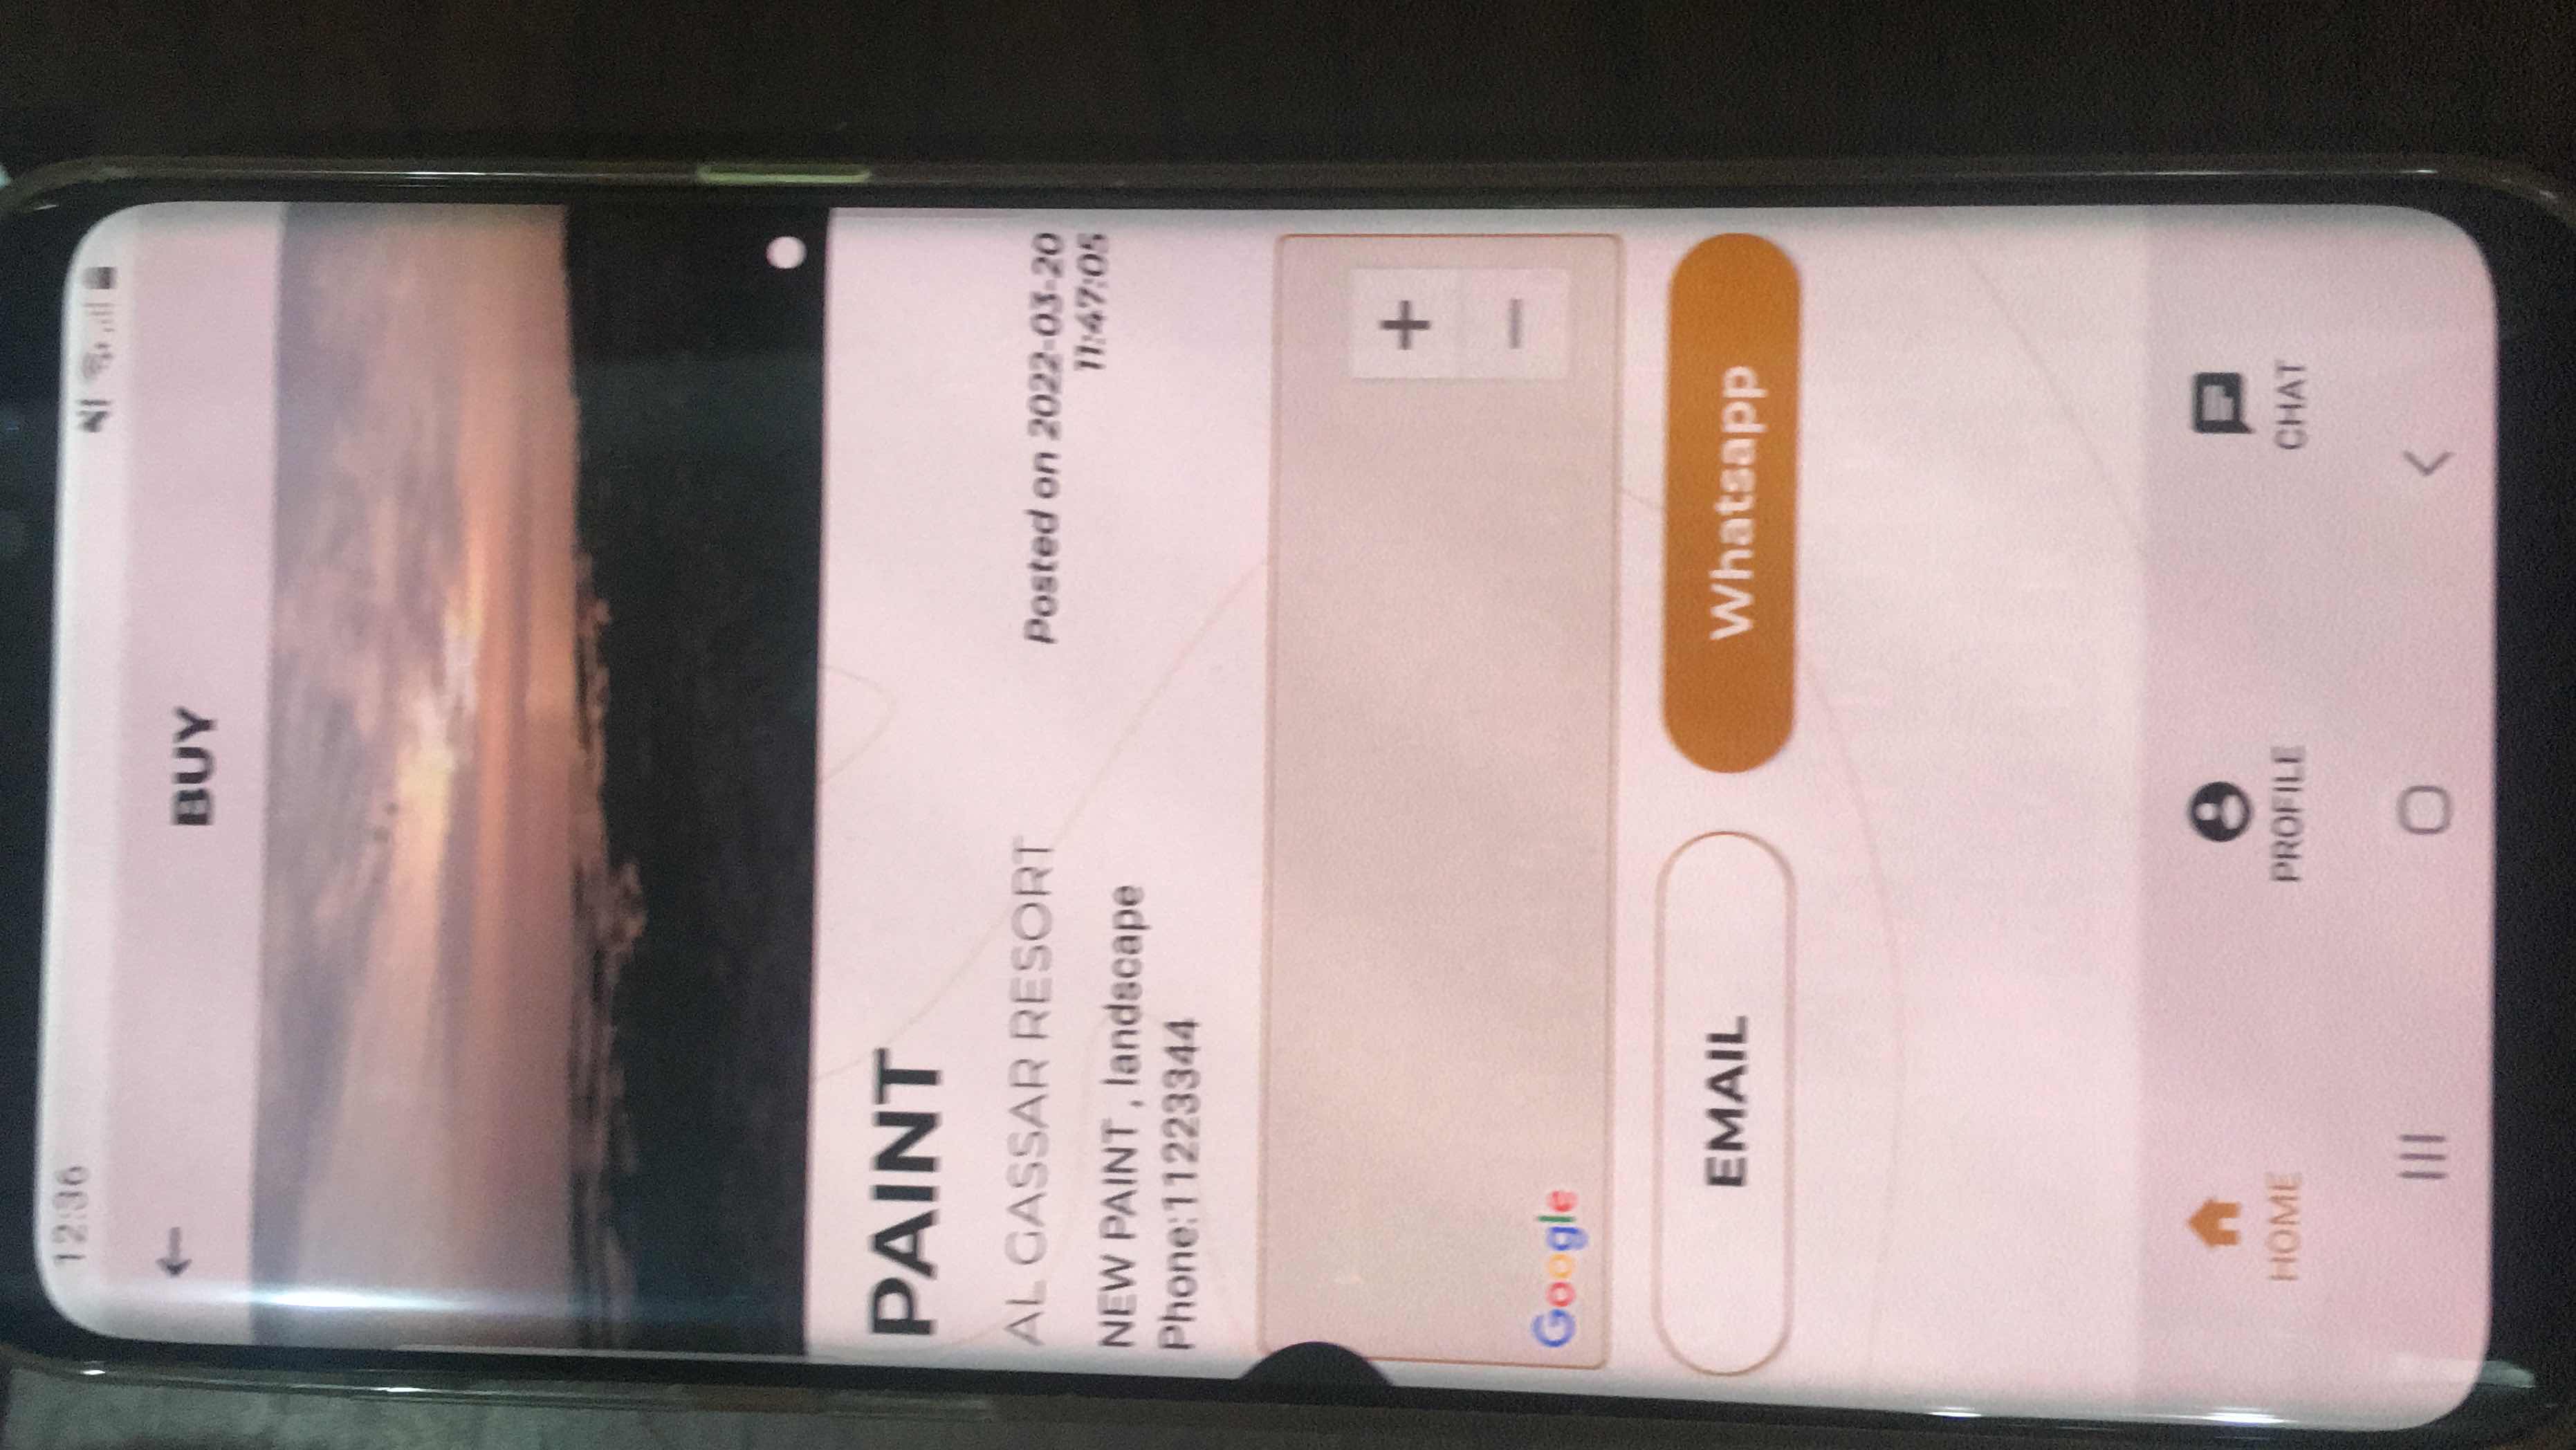 12:36
BUY
PAINT
AL GASSAR RESORT
Posted on 2022-03-20
11:47:05
NEW PAINT , landscape
Phone:11223344
+
−
Google
EMAIL
Whatsapp
HOME
PROFILE
CHAT